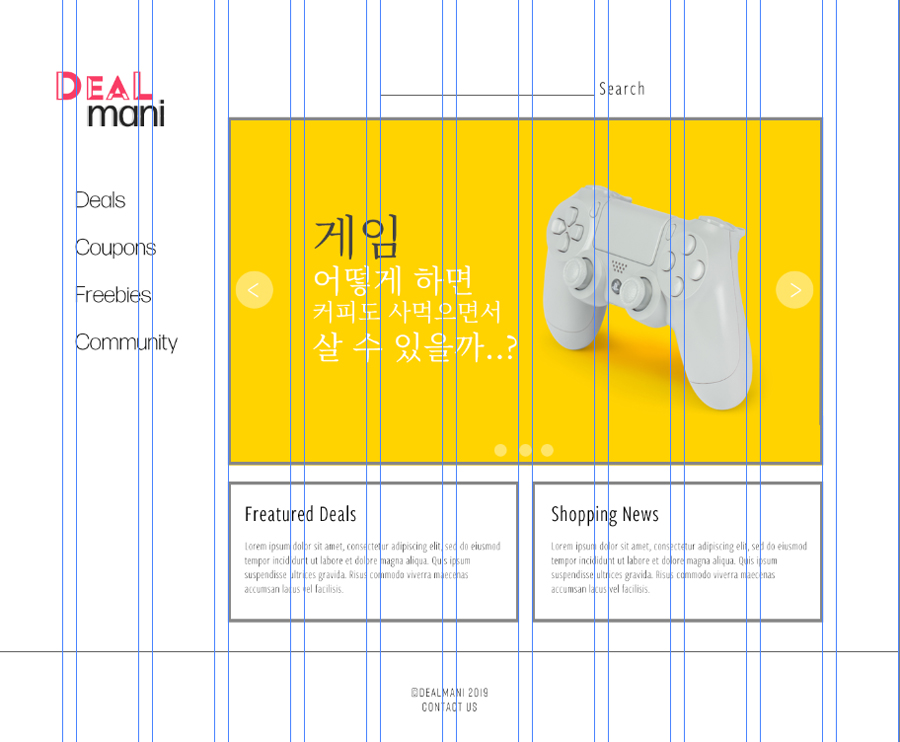 DEAL
mani
Search
Deals
Coupons
Freebies
Community
게임
어떻게 하면
커피도 사먹으면서
살 수 있을까..?
<
>
Freatured Deals
Lorem ipsum dolor sit amet, consectetur adipiscing elit, sed do eiusmod
tempor incididunt ut labore et dolore magna aliqua. Quis ipsum
suspendisse ultrices gravida. Risus commodo viverra maecenas
accumsan lacus vel facilisis.
Shopping News
Lorem ipsum dolor sit amet, consectetur adipiscing elit, sed do eiusmod
tempor incididunt ut labore et dolore magna aliqua. Quis ipsum
suspendisse ultrices gravida. Risus commodo viverra maecenas
accumsan lacus vel facilisis.
©DEALMANI 2019
CONTACT US